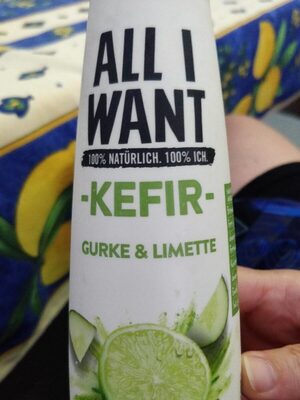 ALL I
WANT
100% NATÜRLICH. 100% ICH.
-KEFIR-
GURKE & LIMETTE